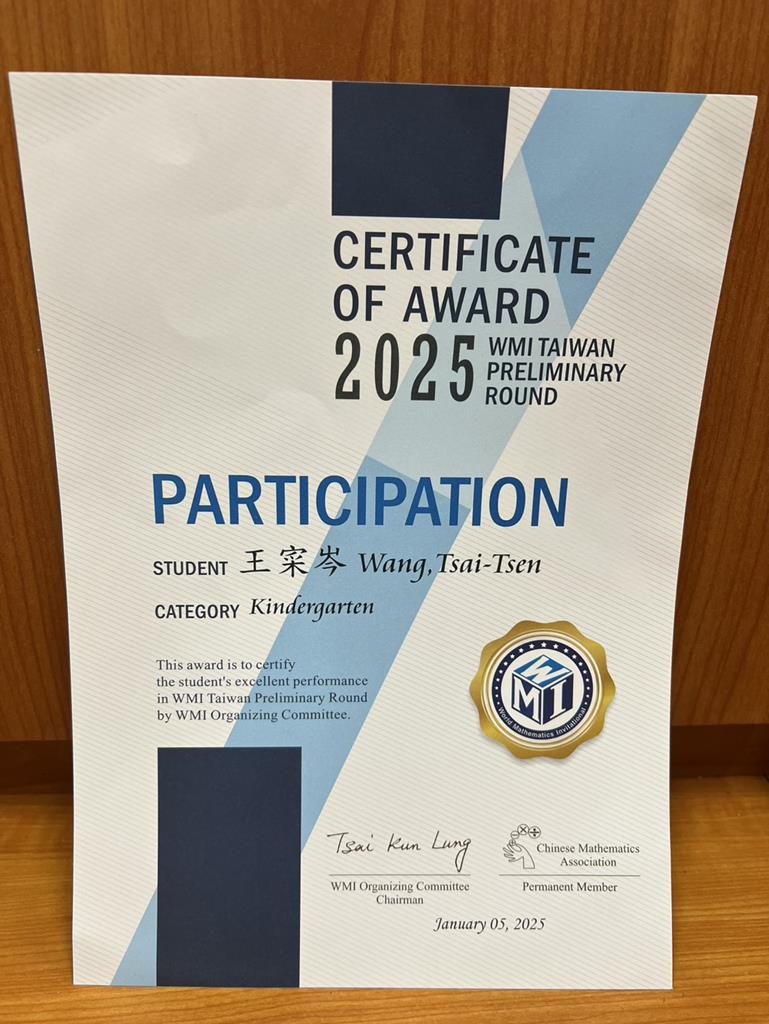 CERTIFICATE
OF AWARD
2025 WMI TAIWAN
PRELIMINARY
ROUND
PARTICIPATION
STUDENT 王寀岑 Wang,Tsai-Tsen
CATEGORY Kindergarten
This award is to certify
the student's excellent performance
in WMI Taiwan Preliminary Round
by WMI Organizing Committee.
WMI
World Mathematics Invitational
Tsai Kun Lung
WMI Organizing Committee
Chairman
Chinese Mathematics
Association
Permanent Member
January 05, 2025